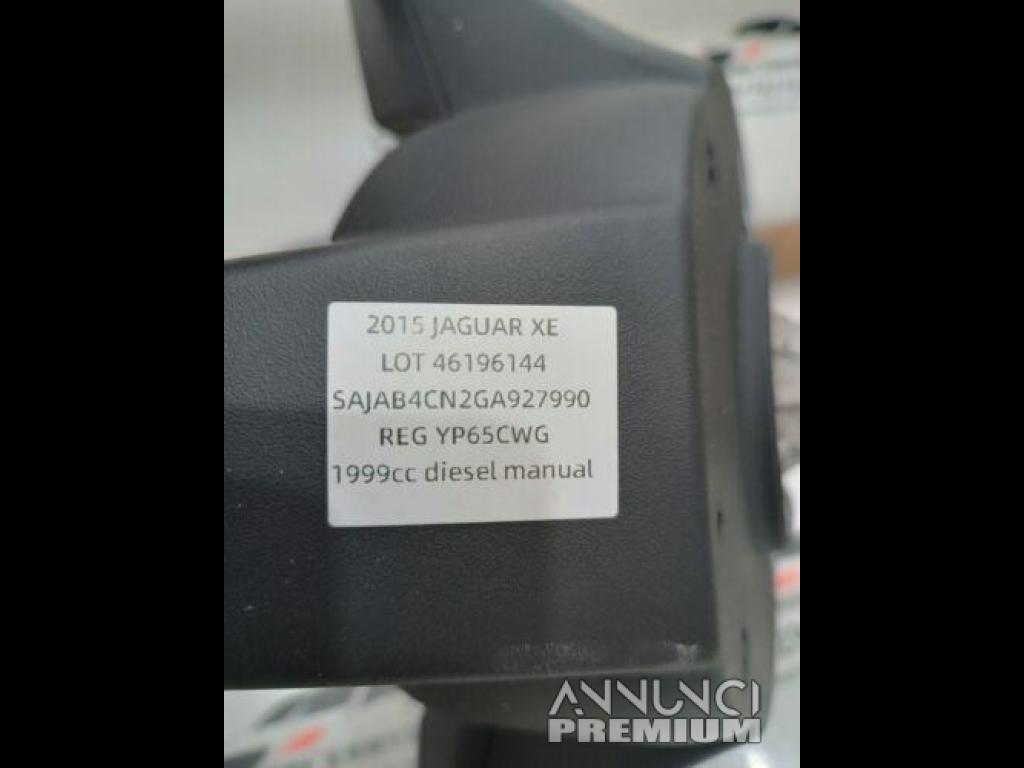 2015 JAGUAR XE
LOT 46196144
SAJAB4CN2GA927990
REG YP65CWG
1999cc diesel manual
ANNUNCI
PREMIUM